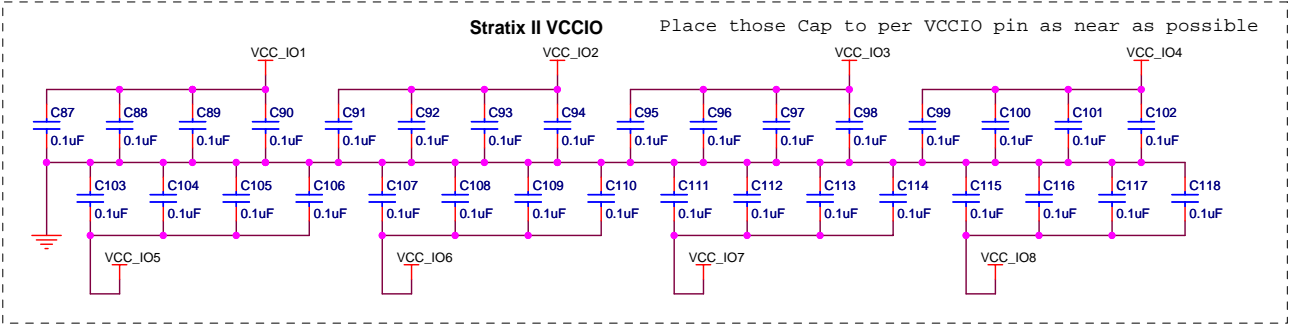 Stratix II VCCIO Place those Cap to per VCCIO pin as near as possible
VCC_IO1 VCC_IO2 VCC_IO3 VCC_IO4
C87 C88 C89 C90 C91 C92 C93 C94 C95 C96 C97 C98 C99 C100 C101 C102
0.1uF 0.1uF 0.1uF 0.1uF 0.1uF 0.1uF 0.1uF 0.1uF 0.1uF 0.1uF 0.1uF 0.1uF 0.1uF 0.1uF 0.1uF 0.1uF
C103 C104 C105 C106 C107 C108 C109 C110 C111 C112 C113 C114 C115 C116 C117 C118
0.1uF 0.1uF 0.1uF 0.1uF 0.1uF 0.1uF 0.1uF 0.1uF 0.1uF 0.1uF 0.1uF 0.1uF 0.1uF 0.1uF 0.1uF 0.1uF
VCC_IO5 VCC_IO6 VCC_IO7 VCC_IO8